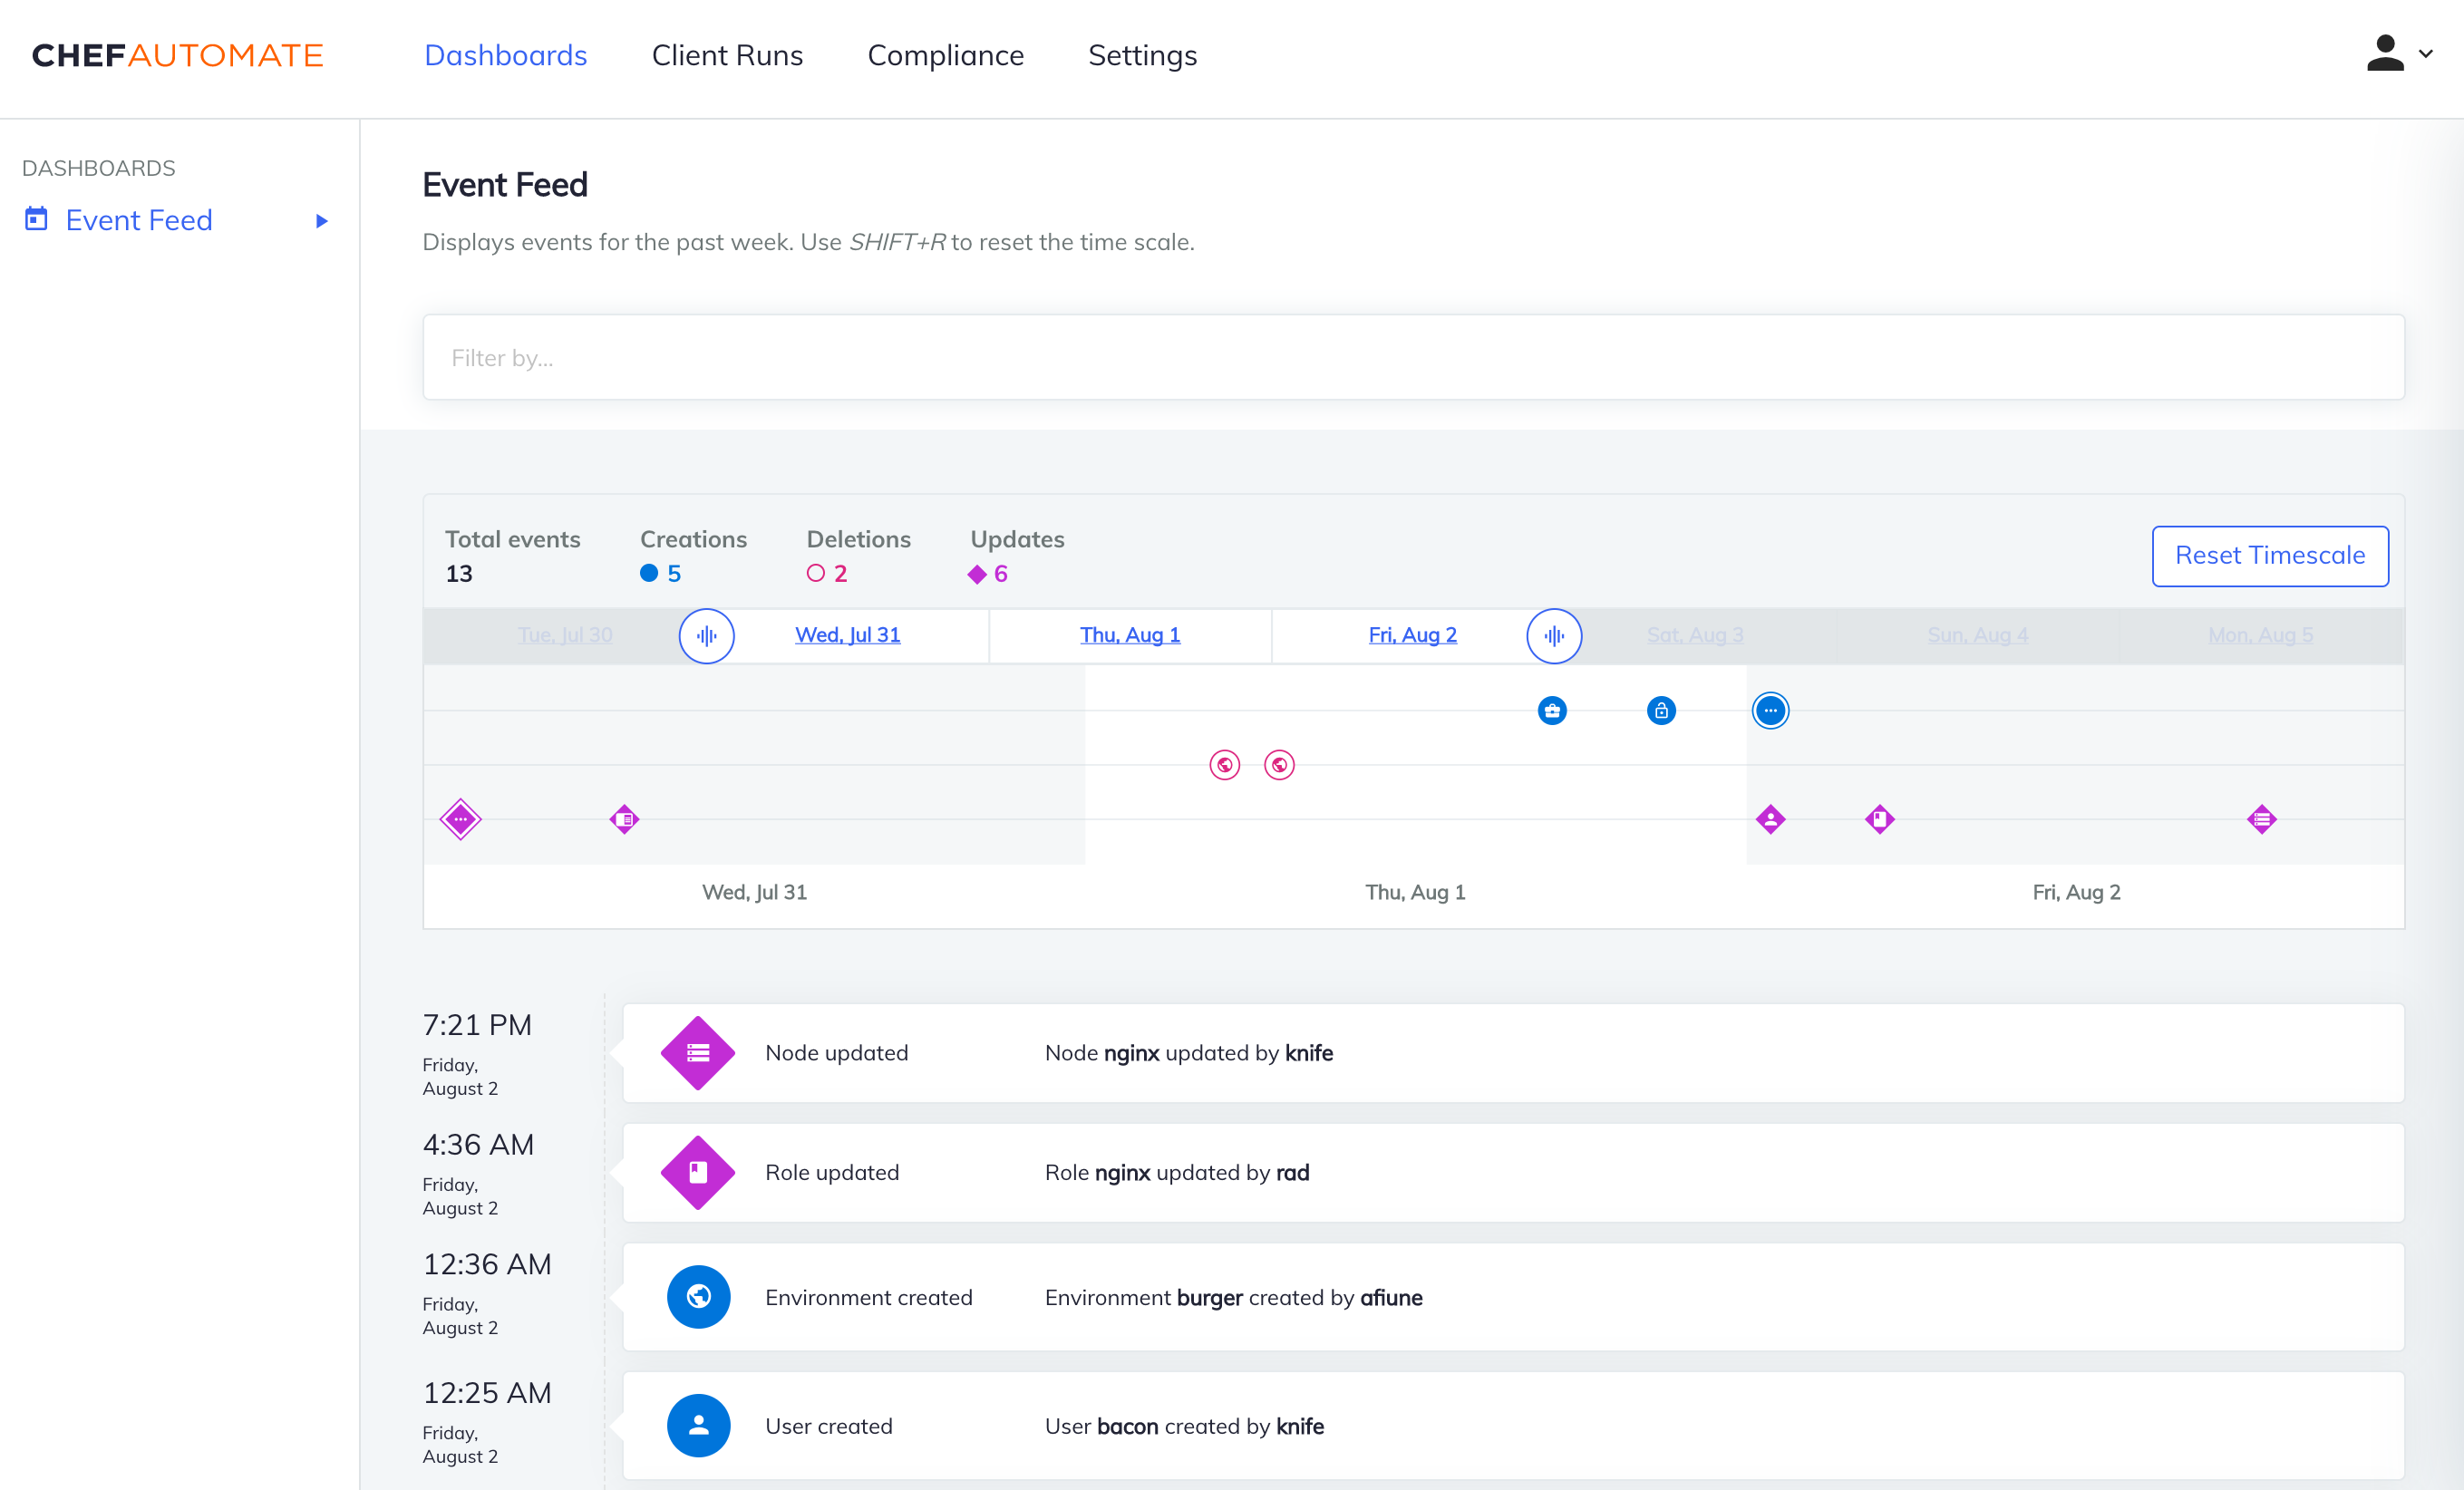 CHEFAUTOMATE
Dashboards
Client Runs
Compliance
Settings
DASHBOARDS
Event Feed
Event Feed
Displays events for the past week. Use SHIFT+R to reset the time scale.
Filter by...
Total events
13
Creations
5
Deletions
2
Updates
6
Reset Timescale
Tue, Jul 30
Wed, Jul 31
Thu, Aug 1
Fri, Aug 2
Sat, Aug 3
Sun, Aug 4
Mon, Aug 5
Wed, Jul 31
Thu, Aug 1
Fri, Aug 2
7:21 PM
Friday,
August 2
Node updated
Node nginx updated by knife
4:36 AM
Friday,
August 2
Role updated
Role nginx updated by rad
12:36 AM
Friday,
August 2
Environment created
Environment burger created by afiune
12:25 AM
Friday,
August 2
User created
User bacon created by knife